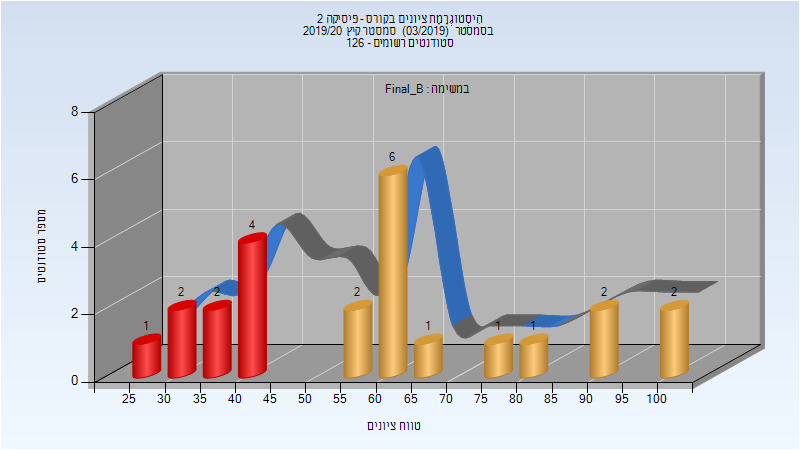 היסטוגרמת ציונים בקורס - פיסיקה 2
בסמסטר (03/2019) סמסטר קיץ 2019/20
סטודנטים רשומים - 126
במשימה : Final_B
מספר סטודנטים
8
6
4
2
0
1
2
2
4
2
6
1
1
1
2
2
25 30 35 40 45 50 55 60 65 70 75 80 85 90 95 100
טווח ציונים